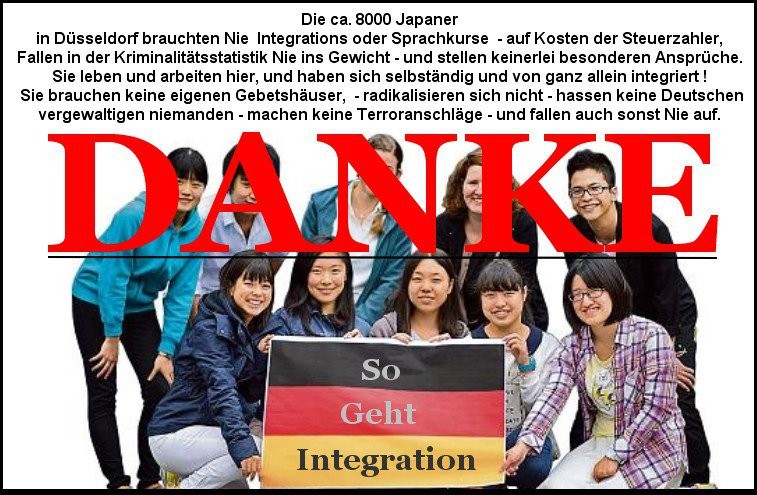 Die ca. 8000 Japaner
in Düsseldorf brauchten Nie Integrations oder Sprachkurse - auf Kosten der Steuerzahler,
Fallen in der Kriminalitätsstatistik Nie ins Gewicht - und stellen keinerlei besonderen Ansprüche.
Sie leben und arbeiten hier, und haben sich selbständig und von ganz allein integriert !
Sie brauchen keine eigenen Gebetshäuser, - radikalisieren sich nicht - hassen keine Deutschen
vergewaltigen niemanden - machen keine Terroranschläge - und fallen auch sonst Nie auf.
DANKE
So
Geht
Integration